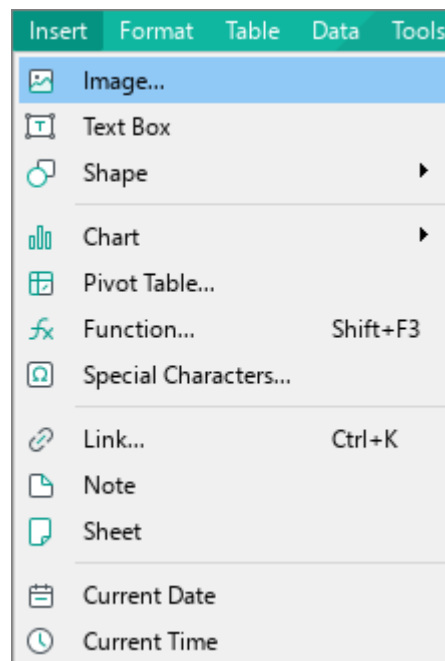 Insert Format Table Data Tools
Image...
Text Box
Shape
Chart
Pivot Table...
Function... Shift+F3
Special Characters...
Link... Ctrl+K
Note
Sheet
Current Date
Current Time